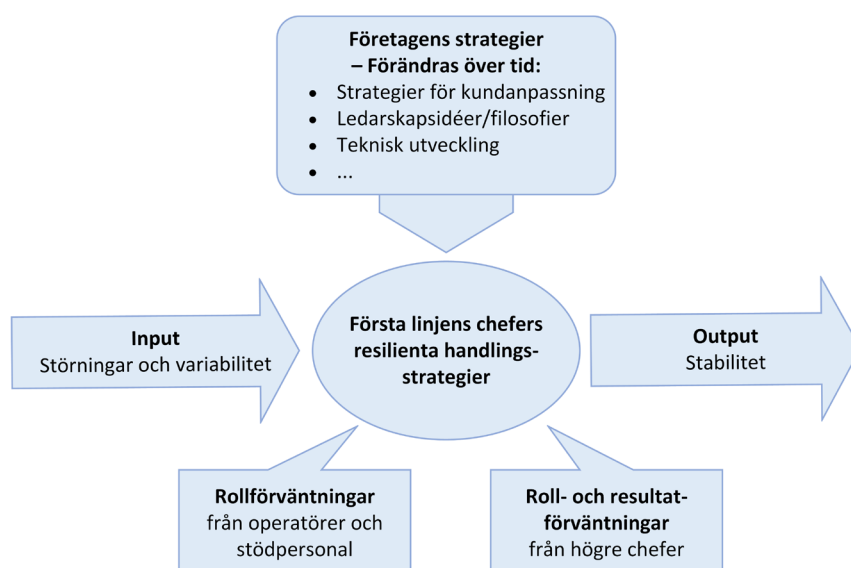 Företagens strategier
– Förändras över tid:
• Strategier för kundanpassning
• Ledarskapsidéer/filosofier
• Teknisk utveckling
• ...
Input
Störningar och variabilitet
Första linjens chefers
resilienta handlings-
strategier
Output
Stabilitet
Rollförväntningar
från operatörer och
stödpersonal
Roll- och resultat-
förväntningar
från högre chefer